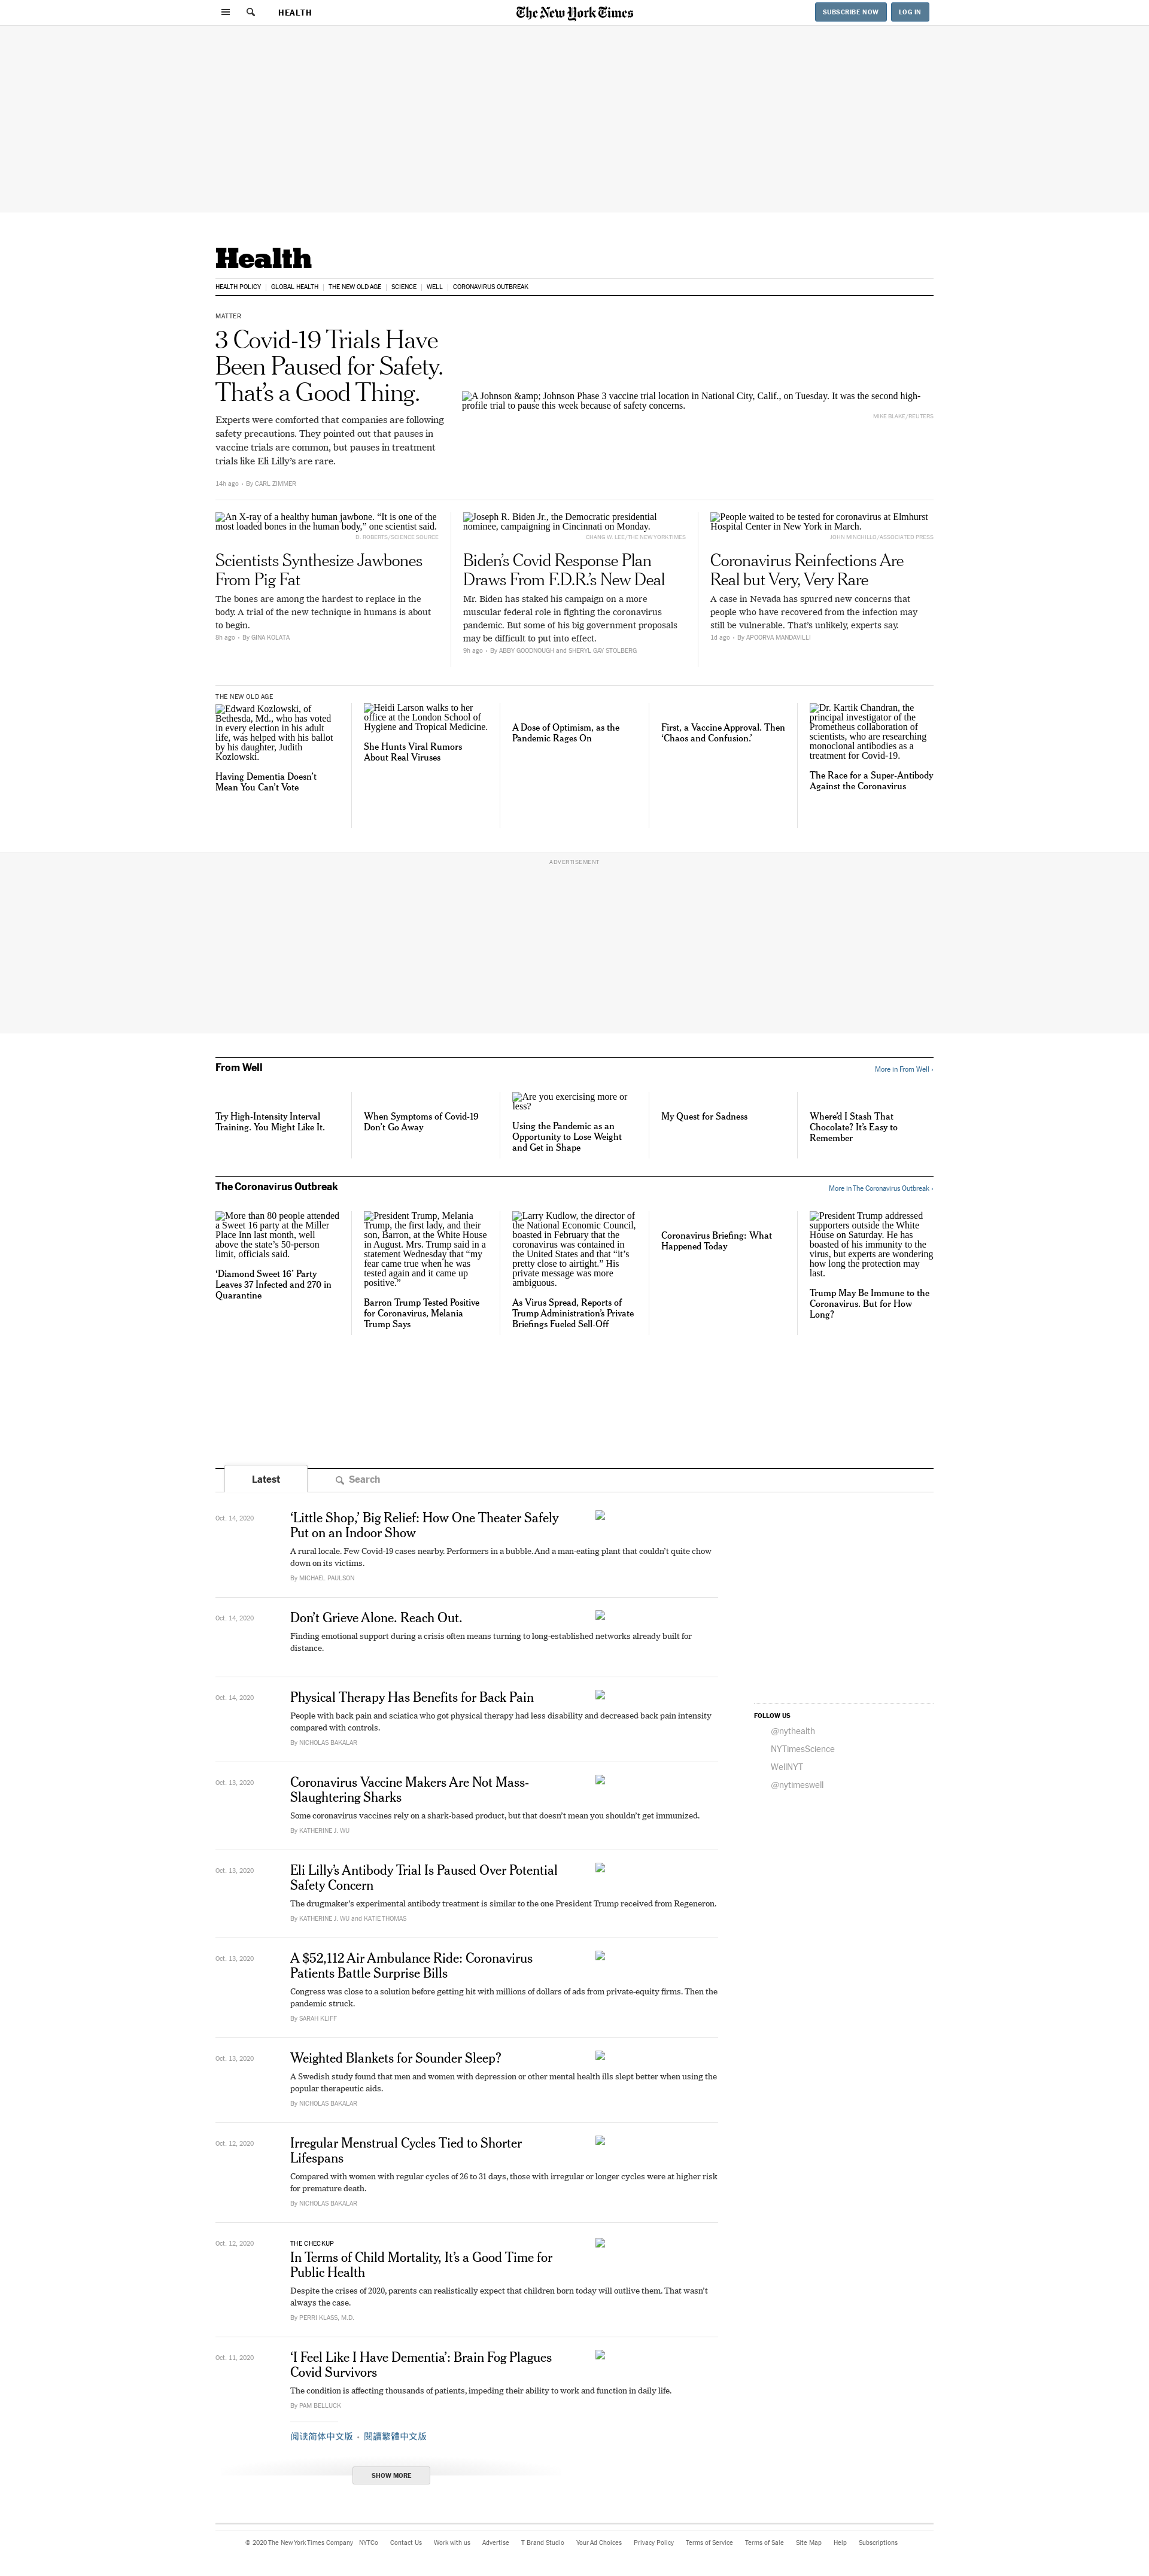 HEALTH
The New York Times
SUBSCRIBE NOW
LOG IN
Health
HEALTH POLICY | GLOBAL HEALTH | THE NEW OLD AGE | SCIENCE | WELL | CORONAVIRUS OUTBREAK
MATTER
3 Covid-19 Trials Have
Been Paused for Safety.
That’s a Good Thing.
Experts were comforted that companies are following
safety precautions. They pointed out that pauses in
vaccine trials are common, but pauses in treatment
trials like Eli Lilly’s are rare.
14h ago • By CARL ZIMMER
A Johnson &amp; Johnson Phase 3 vaccine trial location in National City, Calif., on Tuesday. It was the second high-
profile trial to pause this week because of safety concerns.
MIKE BLAKE/REUTERS
An X-ray of a healthy human jawbone. “It is one of the
most loaded bones in the human body,” one scientist said.
D. ROBERTS/SCIENCE SOURCE
Scientists Synthesize Jawbones
From Pig Fat
The bones are among the hardest to replace in the
body. A trial of the new technique in humans is about
to begin.
8h ago • By GINA KOLATA
Joseph R. Biden Jr., the Democratic presidential
nominee, campaigning in Cincinnati on Monday.
CHANG W. LEE/THE NEW YORK TIMES
Biden’s Covid Response Plan
Draws From F.D.R.’s New Deal
Mr. Biden has staked his campaign on a more
muscular federal role in fighting the coronavirus
pandemic. But some of his big government proposals
may be difficult to put into effect.
9h ago • By ABBY GOODNOUGH and SHERYL GAY STOLBERG
People waited to be tested for coronavirus at Elmhurst
Hospital Center in New York in March.
JOHN MINCHILLO/ASSOCIATED PRESS
Coronavirus Reinfections Are
Real but Very, Very Rare
A case in Nevada has spurred new concerns that
people who have recovered from the infection may
still be vulnerable. That’s unlikely, experts say.
1d ago • By APOORVA MANDAVILLI
THE NEW OLD AGE
Edward Kozlowski, of
Bethesda, Md., who has voted
in every election in his adult
life, was helped with his ballot
by his daughter, Judith
Kozlowski.
Having Dementia Doesn’t
Mean You Can’t Vote
Heidi Larson walks to her
office at the London School of
Hygiene and Tropical Medicine.
She Hunts Viral Rumors
About Real Viruses
A Dose of Optimism, as the
Pandemic Rages On
First, a Vaccine Approval. Then
‘Chaos and Confusion.’
Dr. Kartik Chandran, the
principal investigator of the
Prometheus collaboration of
scientists, who are researching
monoclonal antibodies as a
treatment for Covid-19.
The Race for a Super-Antibody
Against the Coronavirus
ADVERTISEMENT
From Well
More in From Well ›
Try High-Intensity Interval
Training. You Might Like It.
When Symptoms of Covid-19
Don’t Go Away
Are you exercising more or
less?
Using the Pandemic as an
Opportunity to Lose Weight
and Get in Shape
My Quest for Sadness
Where’d I Stash That
Chocolate? It’s Easy to
Remember
The Coronavirus Outbreak
More in The Coronavirus Outbreak ›
More than 80 people attended
a Sweet 16 party at the Miller
Place Inn last month, well
above the state’s 50-person
limit, officials said.
‘Diamond Sweet 16’ Party
Leaves 37 Infected and 270 in
Quarantine
President Trump, Melania
Trump, the first lady, and their
son, Barron, at the White House
in August. Mrs. Trump said in a
statement Wednesday that “my
fear came true when he was
tested again and it came up
positive.”
Barron Trump Tested Positive
for Coronavirus, Melania
Trump Says
Larry Kudlow, the director of
the National Economic Council,
boasted in February that the
coronavirus was contained in
the United States and that “it’s
pretty close to airtight.” His
private message was more
ambiguous.
As Virus Spread, Reports of
Trump Administration’s Private
Briefings Fueled Sell-Off
Coronavirus Briefing: What
Happened Today
President Trump addressed
supporters outside the White
House on Saturday. He has
boasted of his immunity to the
virus, but experts are wondering
how long the protection may
last.
Trump May Be Immune to the
Coronavirus. But for How
Long?
Latest
Search
Oct. 14, 2020
‘Little Shop,’ Big Relief: How One Theater Safely
Put on an Indoor Show
A rural locale. Few Covid-19 cases nearby. Performers in a bubble. And a man-eating plant that couldn’t quite chow
down on its victims.
By MICHAEL PAULSON
Oct. 14, 2020
Don’t Grieve Alone. Reach Out.
Finding emotional support during a crisis often means turning to long-established networks already built for
distance.
Oct. 14, 2020
Physical Therapy Has Benefits for Back Pain
People with back pain and sciatica who got physical therapy had less disability and decreased back pain intensity
compared with controls.
By NICHOLAS BAKALAR
Oct. 13, 2020
Coronavirus Vaccine Makers Are Not Mass-
Slaughtering Sharks
Some coronavirus vaccines rely on a shark-based product, but that doesn’t mean you shouldn’t get immunized.
By KATHERINE J. WU
Oct. 13, 2020
Eli Lilly’s Antibody Trial Is Paused Over Potential
Safety Concern
The drugmaker’s experimental antibody treatment is similar to the one President Trump received from Regeneron.
By KATHERINE J. WU and KATIE THOMAS
Oct. 13, 2020
A $52,112 Air Ambulance Ride: Coronavirus
Patients Battle Surprise Bills
Congress was close to a solution before getting hit with millions of dollars of ads from private-equity firms. Then the
pandemic struck.
By SARAH KLIFF
Oct. 13, 2020
Weighted Blankets for Sounder Sleep?
A Swedish study found that men and women with depression or other mental health ills slept better when using the
popular therapeutic aids.
By NICHOLAS BAKALAR
Oct. 12, 2020
Irregular Menstrual Cycles Tied to Shorter
Lifespans
Compared with women with regular cycles of 26 to 31 days, those with irregular or longer cycles were at higher risk
for premature death.
By NICHOLAS BAKALAR
Oct. 12, 2020
THE CHECKUP
In Terms of Child Mortality, It’s a Good Time for
Public Health
Despite the crises of 2020, parents can realistically expect that children born today will outlive them. That wasn’t
always the case.
By PERRI KLASS, M.D.
Oct. 11, 2020
‘I Feel Like I Have Dementia’: Brain Fog Plagues
Covid Survivors
The condition is affecting thousands of patients, impeding their ability to work and function in daily life.
By PAM BELLUCK
阅读简体中文版 • 閱讀繁體中文版
SHOW MORE
FOLLOW US
@nythealth
NYTimesScience
WellNYT
@nytimeswell
© 2020 The New York Times Company NYTCo Contact Us Work with us Advertise T Brand Studio Your Ad Choices Privacy Policy Terms of Service Terms of Sale Site Map Help Subscriptions